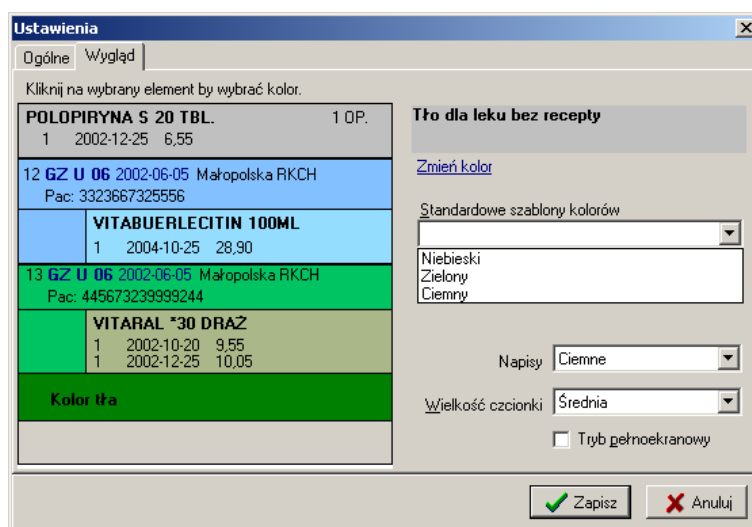 Ustawienia
Ogólne Wygląd
Kliknij na wybrany element by wybrać kolor.
POLOPIRYNA S 20 TBL. 1 OP.
1 2002-12-25 6,55
12 GZ U 06 2002-06-05 Małopolska RKCH
Pac: 3323667325556
VITABUERLECITIN 100ML
1 2004-10-25 28,90
13 GZ U 06 2002-06-05 Małopolska RKCH
Pac: 445673239999244
VITARAL *30 DRAŻ
1 2002-10-20 9,55
1 2002-12-25 10,05
Kolor tła
Tło dla leku bez recepty
Zmień kolor
Standardowe szablony kolorów
Niebieski
Zielony
Ciemny
Napisy Ciemne
Wielkość czcionki Średnia
Tryb pełnoekranowy
Zapisz Anuluj